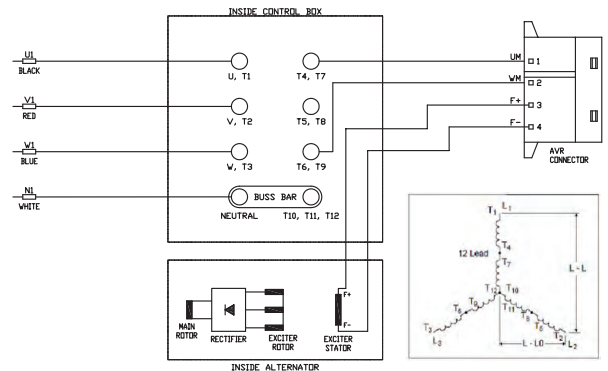 INSIDE CONTROL BOX
U1
BLACK
U, T1
T4, T7
UM
1
WM
2
V1
RED
V, T2
T5, T8
F+
3
F-
4
AVR
CONNECTOR
W1
BLUE
W, T3
T6, T9
N1
WHITE
BUSS BAR
NEUTRAL
T10, T11, T12
F+
F-
MAIN
ROTOR
RECTIFIER
EXCITER
ROTOR
EXCITER
STATOR
INSIDE ALTERNATOR
T1
L1
T4
12 Lead
T7
L - L
T12
T10
T11
T9
T6
T8
T5
T3
L3
T2
L2
L - L0